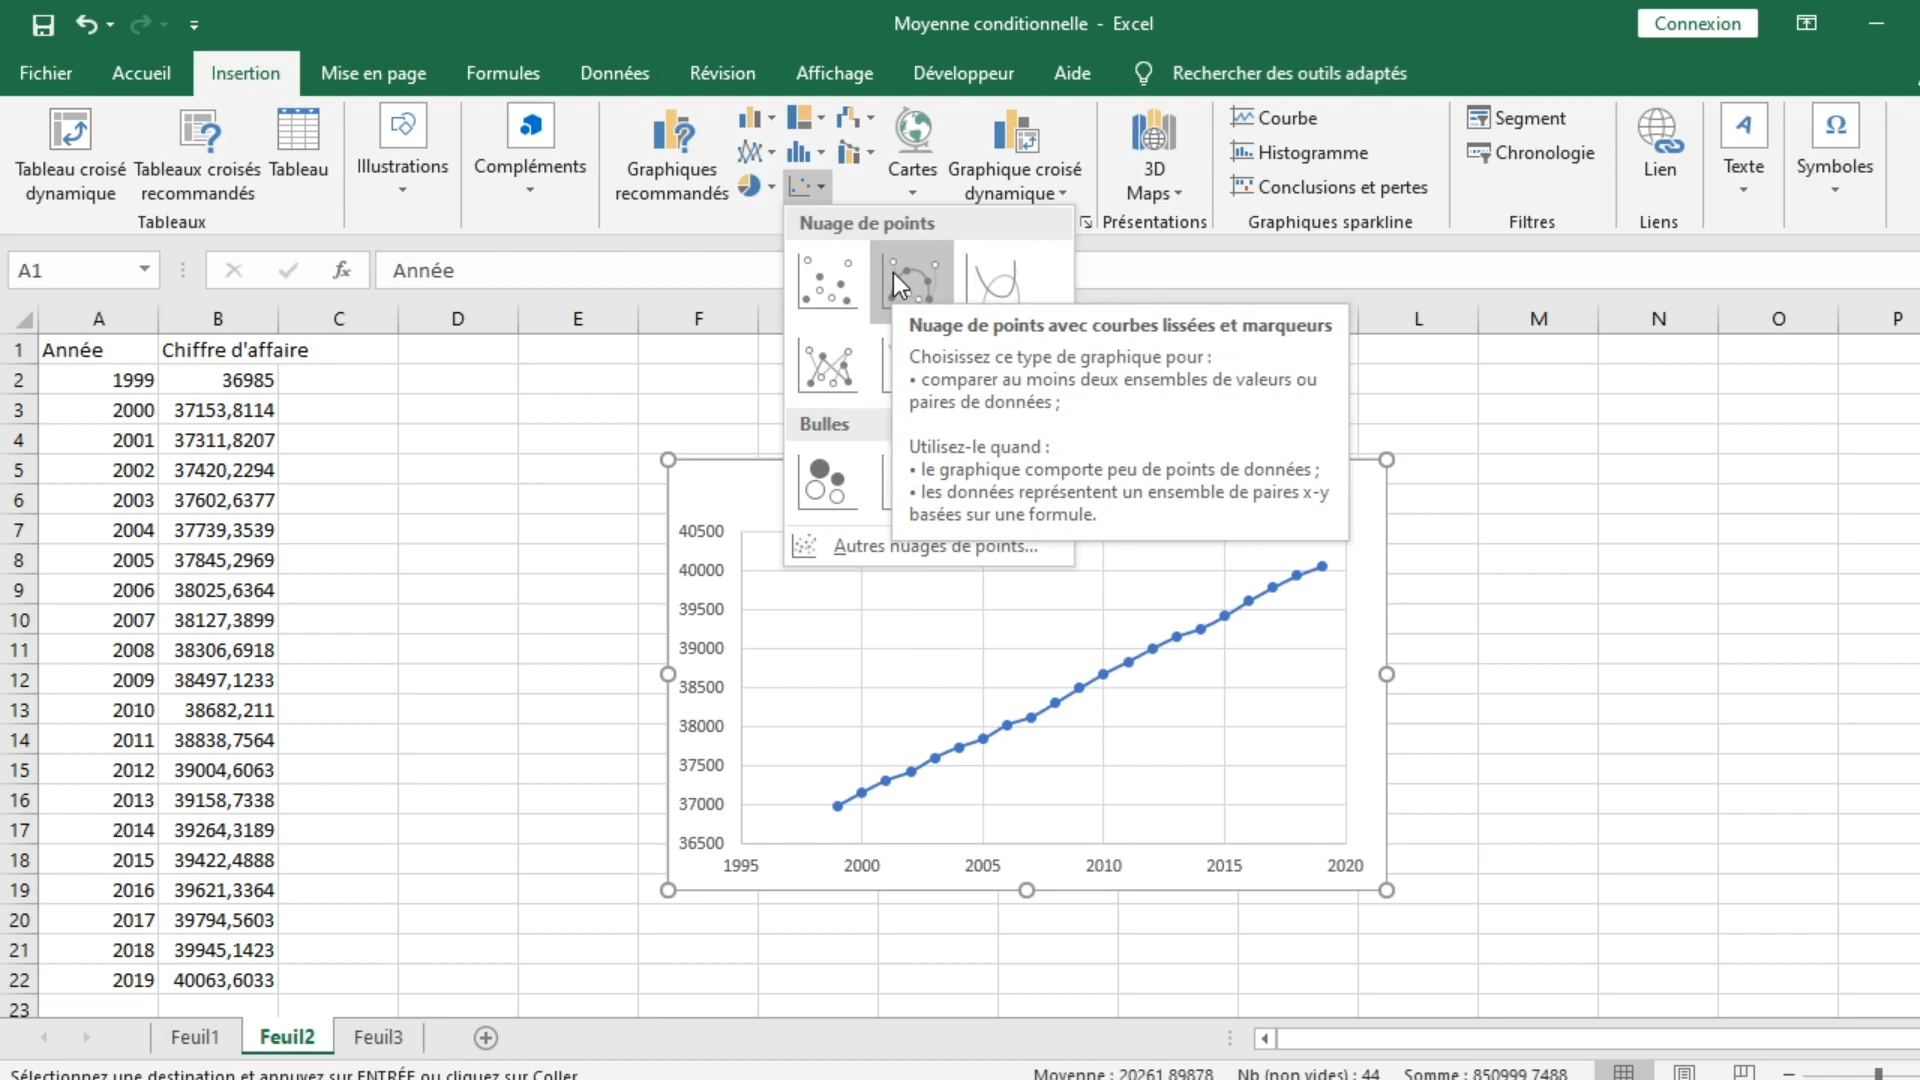 Moyenne conditionnelle - Excel
Connexion
Fichier
Accueil
Insertion
Mise en page
Formules
Données
Révision
Affichage
Développeur
Aide
Rechercher des outils adaptés
Tableau croisé
dynamique
Tableaux croisés
recommandés
Tableau
Tableaux
Illustrations
Compléments
Graphiques
recommandés
Cartes
Graphique croisé
dynamique
3D
Maps
Présentations
Courbe
Histogramme
Conclusions et pertes
Graphiques sparkline
Segment
Chronologie
Filtres
Lien
Liens
A
Texte
Ω
Symboles
A1
fx
Année
Nuage de points
Nuage de points avec courbes lissées et marqueurs
Choisissez ce type de graphique pour :
• comparer au moins deux ensembles de valeurs ou
paires de données ;
Utilisez-le quand :
• le graphique comporte peu de points de données ;
• les données représentent un ensemble de paires x-y
basées sur une formule.
Bulles
Autres nuages de points...
A B C D E F L M N O P
1 Année Chiffre d'affaire
2 1999 36985
3 2000 37153,8114
4 2001 37311,8207
5 2002 37420,2294
6 2003 37602,6377
7 2004 37739,3539
8 2005 37845,2969
9 2006 38025,6364
10 2007 38127,3899
11 2008 38306,6918
12 2009 38497,1233
13 2010 38682,211
14 2011 38838,7564
15 2012 39004,6063
16 2013 39158,7338
17 2014 39264,3189
18 2015 39422,4888
19 2016 39621,3364
20 2017 39794,5603
21 2018 39945,1423
22 2019 40063,6033
23
40500
40000
39500
39000
38500
38000
37500
37000
36500
1995 2000 2005 2010 2015 2020
Feuil1
Feuil2
Feuil3
Sélectionnez une destination et appuyez sur ENTRÉE ou cliquez sur Coller
Moyenne : 20261,89878 Nb (non vides) : 44 Somme : 850999,7488